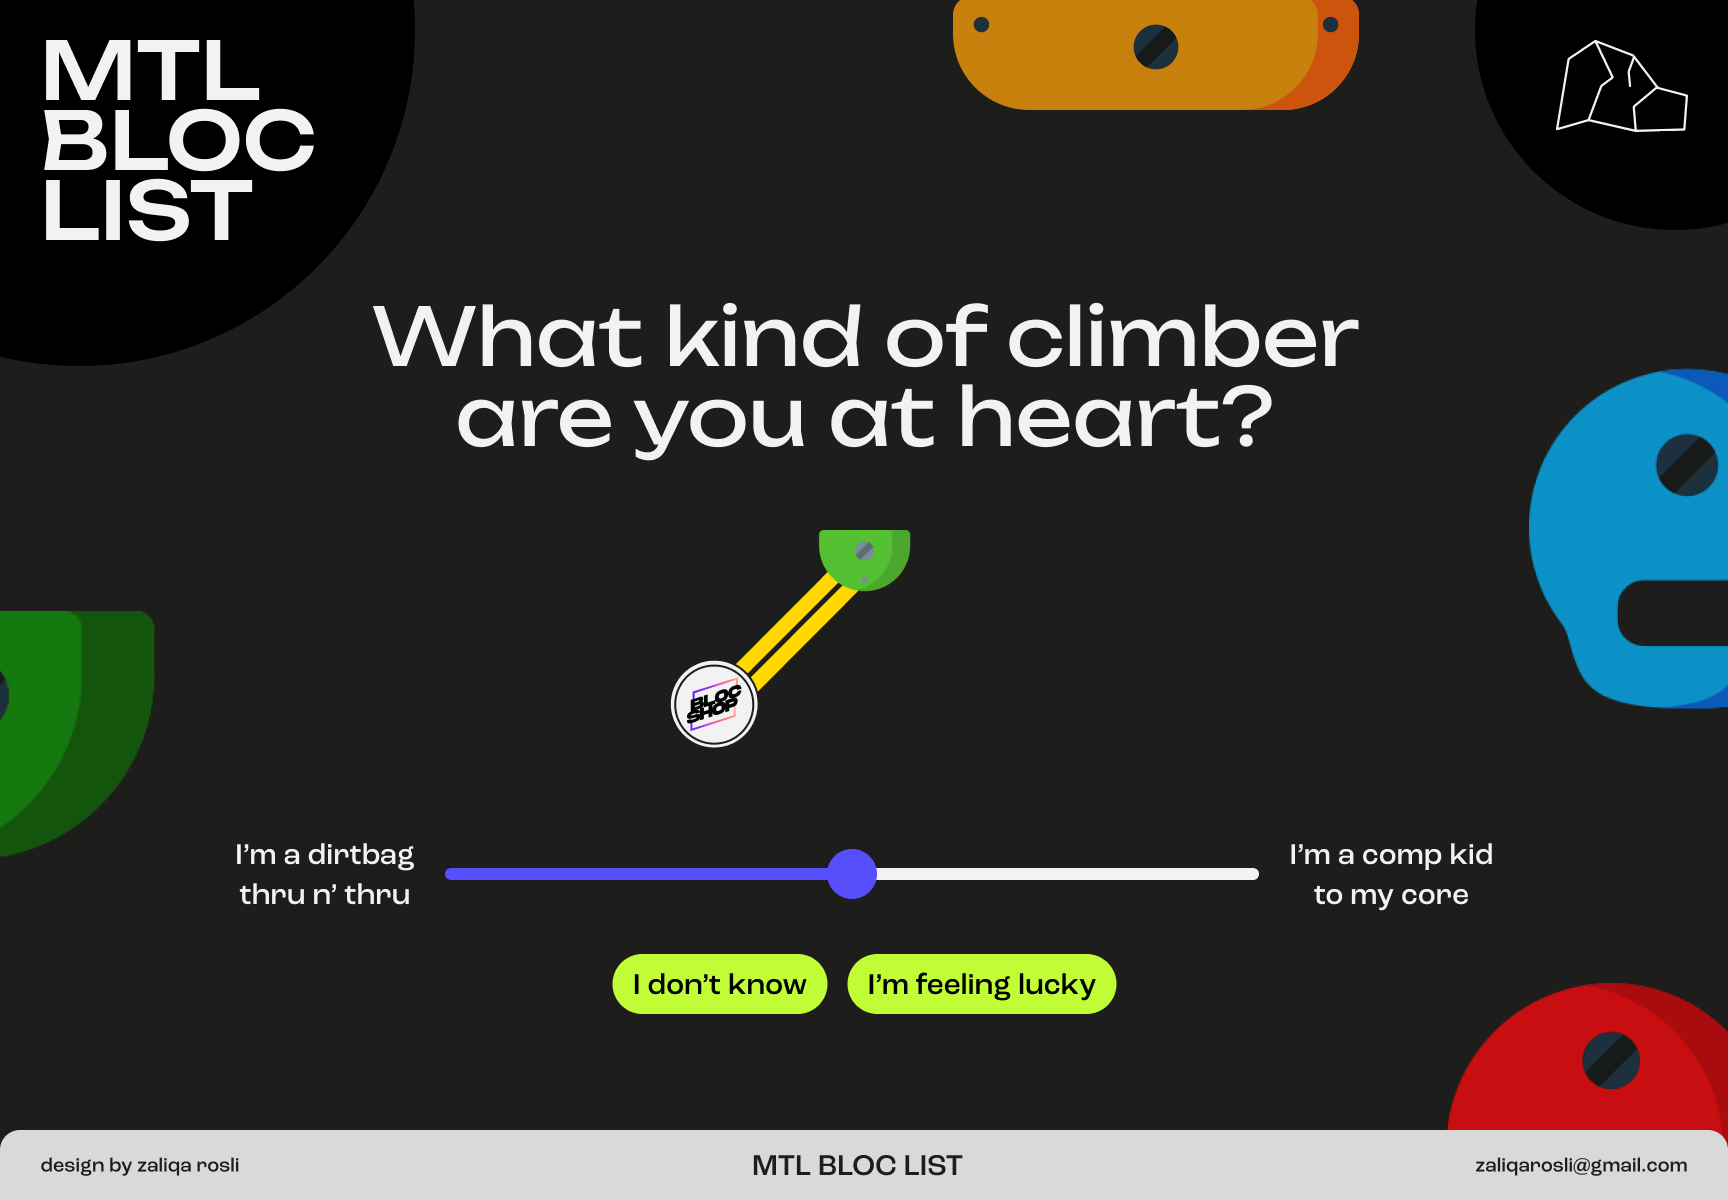 MTL
BLOC
LIST
What kind of climber
are you at heart?
BLOC
SHOP
I’m a dirtbag
thru n’ thru
I’m a comp kid
to my core
I don’t know
I’m feeling lucky
design by zaliqa rosli
MTL BLOC LIST
zaliqarosli@gmail.com